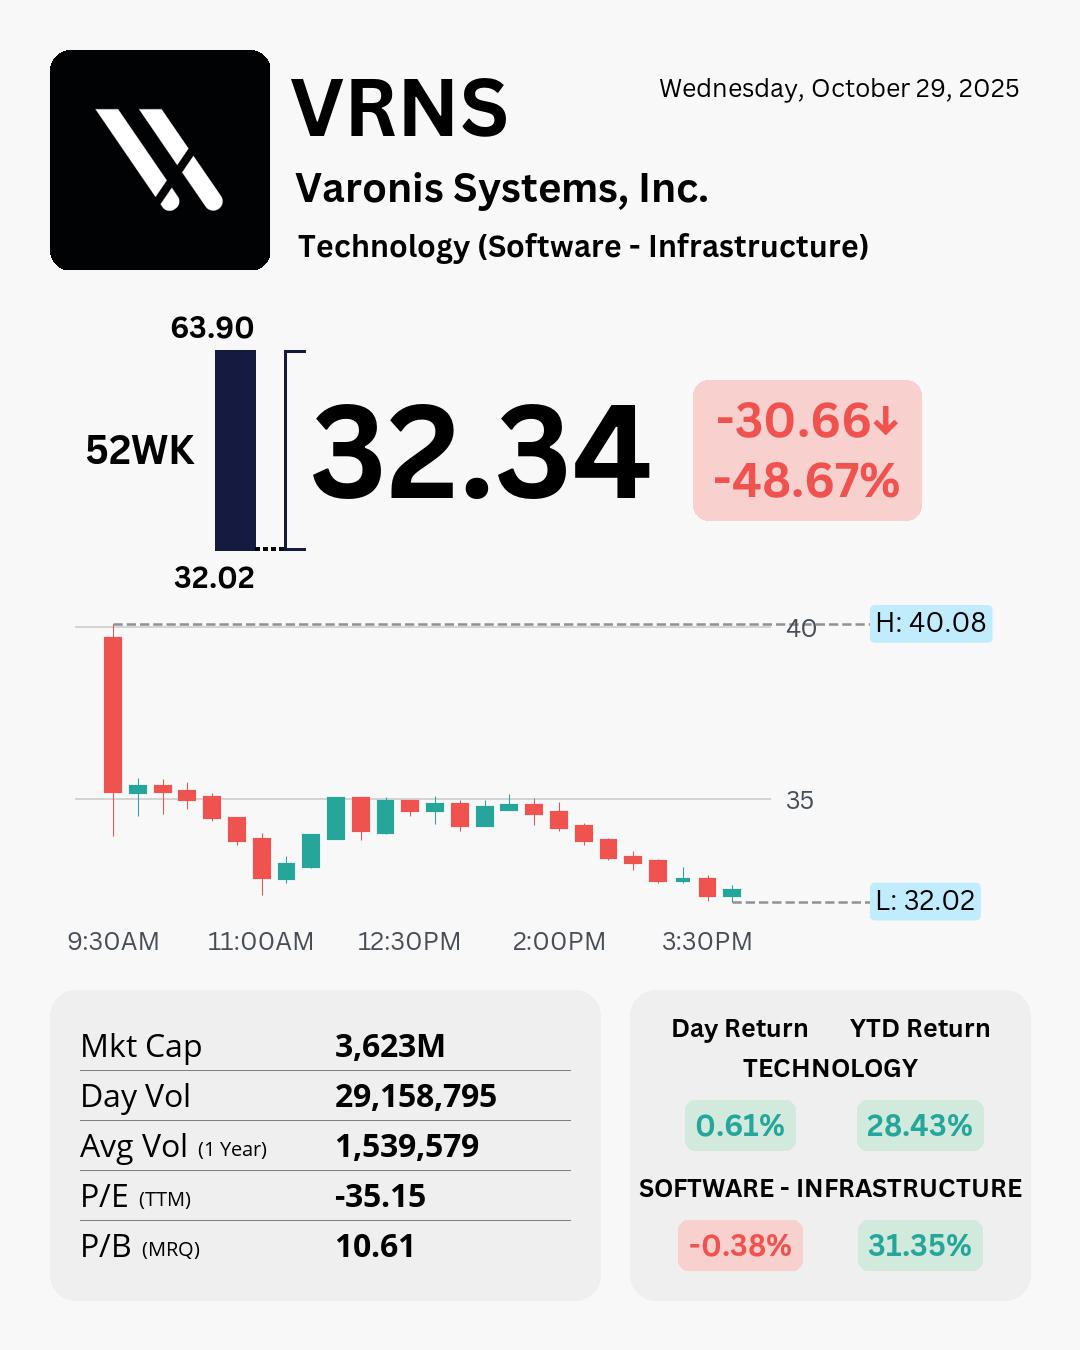 VRNS
Wednesday, October 29, 2025
Varonis Systems, Inc.
Technology (Software - Infrastructure)
63.90
52WK
32.34
-30.66↓
-48.67%
32.02
40
H: 40.08
35
L: 32.02
9:30AM 11:00AM 12:30PM 2:00PM 3:30PM
Mkt Cap 3,623M
Day Vol 29,158,795
Avg Vol (1 Year) 1,539,579
P/E (TTM) -35.15
P/B (MRQ) 10.61
Day Return YTD Return
TECHNOLOGY
0.61% 28.43%
SOFTWARE - INFRASTRUCTURE
-0.38% 31.35%